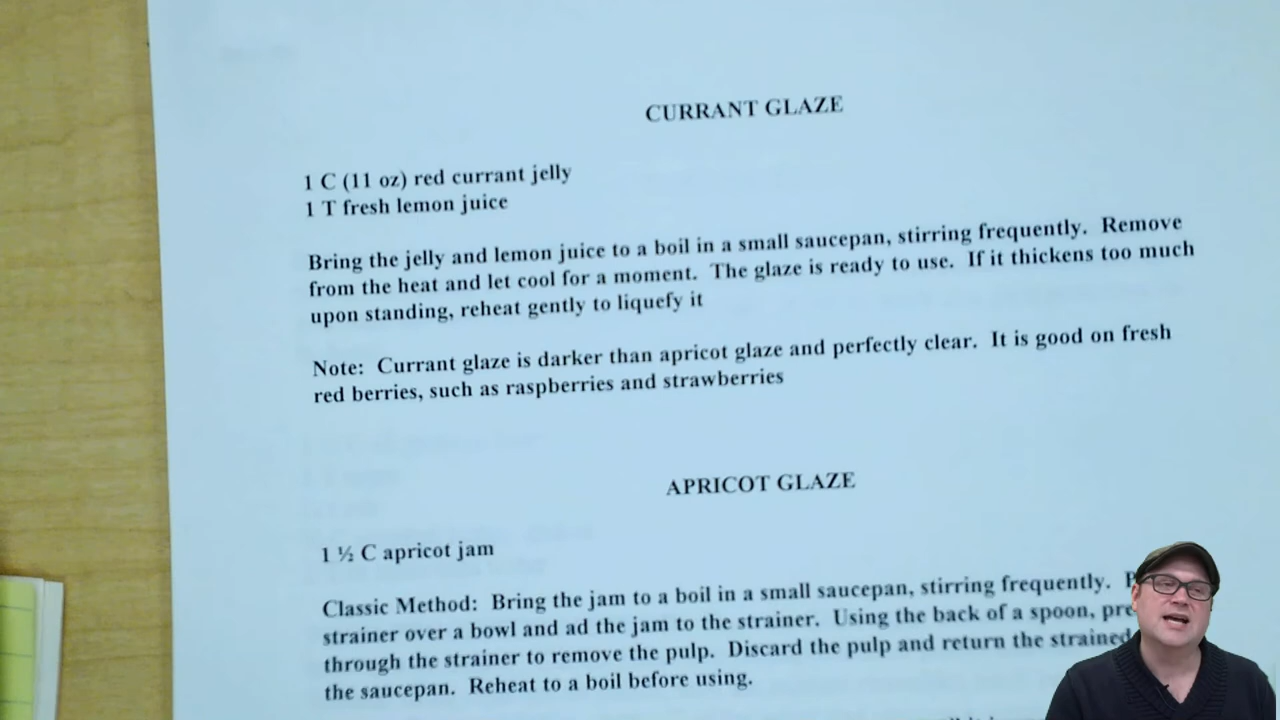 CURRANT GLAZE
1 C (11 oz) red currant jelly
1 T fresh lemon juice
Bring the jelly and lemon juice to a boil in a small saucepan, stirring frequently. Remove
from the heat and let cool for a moment. The glaze is ready to use. If it thickens too much
upon standing, reheat gently to liquefy it
Note: Currant glaze is darker than apricot glaze and perfectly clear. It is good on fresh
red berries, such as raspberries and strawberries
APRICOT GLAZE
1 ½ C apricot jam
Classic Method: Bring the jam to a boil in a small saucepan, stirring frequently.
strainer over a bowl and ad the jam to the strainer. Using the back of a spoon,
through the strainer to remove the pulp. Discard the pulp and return the strained
the saucepan. Reheat to a boil before using.